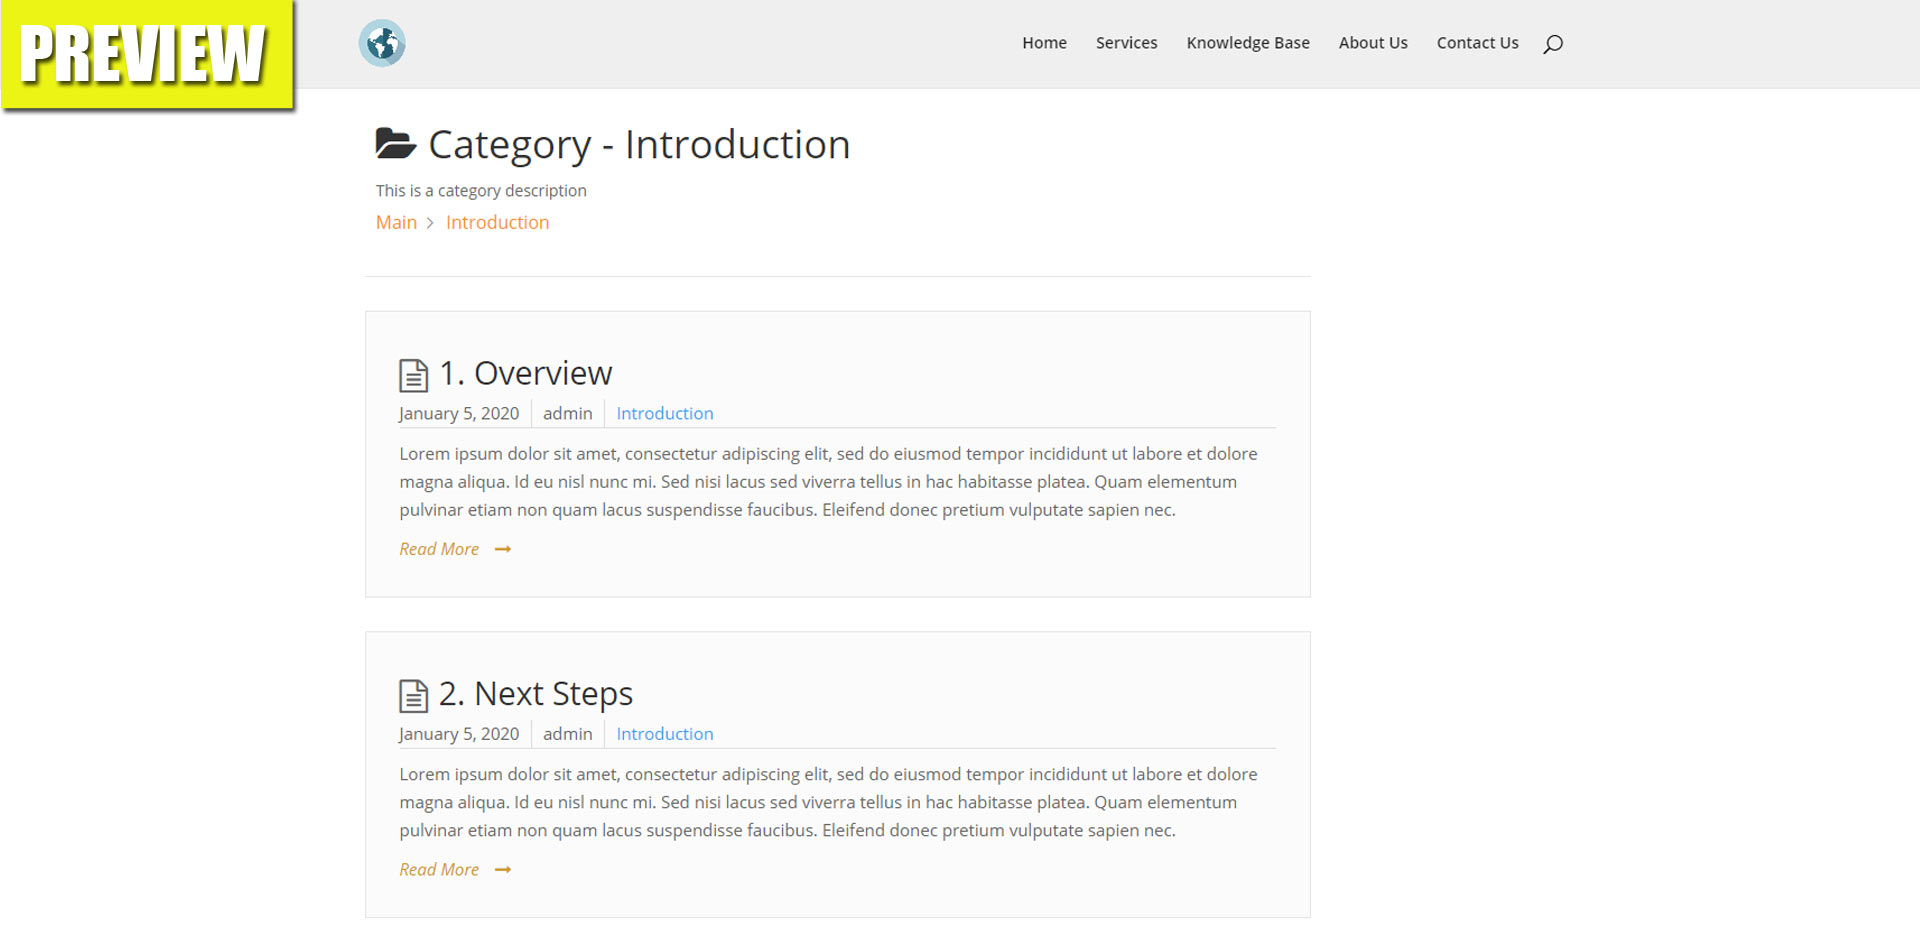 PREVIEW
Home Services Knowledge Base About Us Contact Us
Category - Introduction
This is a category description
Main > Introduction
1. Overview
January 5, 2020 admin Introduction
Lorem ipsum dolor sit amet, consectetur adipiscing elit, sed do eiusmod tempor incididunt ut labore et dolore
magna aliqua. Id eu nisl nunc mi. Sed nisi lacus sed viverra tellus in hac habitasse platea. Quam elementum
pulvinar etiam non quam lacus suspendisse faucibus. Eleifend donec pretium vulputate sapien nec.
Read More
2. Next Steps
January 5, 2020 admin Introduction
Lorem ipsum dolor sit amet, consectetur adipiscing elit, sed do eiusmod tempor incididunt ut labore et dolore
magna aliqua. Id eu nisl nunc mi. Sed nisi lacus sed viverra tellus in hac habitasse platea. Quam elementum
pulvinar etiam non quam lacus suspendisse faucibus. Eleifend donec pretium vulputate sapien nec.
Read More